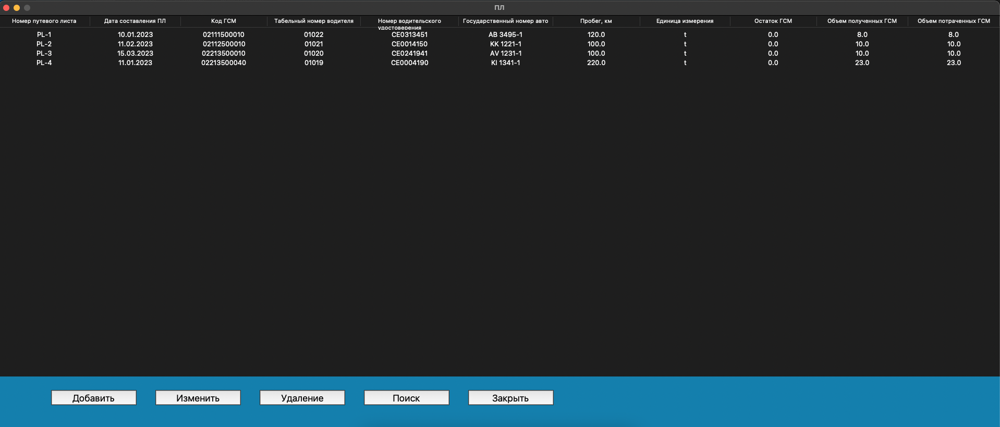 ПЛ
Номер путевого листа Дата составления ПЛ Код ГСМ Табельный номер водителя Номер водительского удостоверения Государственный номер авто Пробег, км Единица измерения Остаток ГСМ Объем полученных ГСМ Объем потраченных ГСМ
PL-1 10.01.2023 02111500010 01022 CE0313451 AB 3495-1 120.0 t 0.0 8.0 8.0
PL-2 11.02.2023 02112500010 01021 CE0014150 KK 1221-1 100.0 t 0.0 10.0 10.0
PL-3 15.03.2023 02213500010 01020 CE0241941 AV 1231-1 100.0 t 0.0 10.0 10.0
PL-4 11.01.2023 02213500040 01019 CE0004190 KI 1341-1 220.0 t 0.0 23.0 23.0
Добавить Изменить Удаление Поиск Закрыть